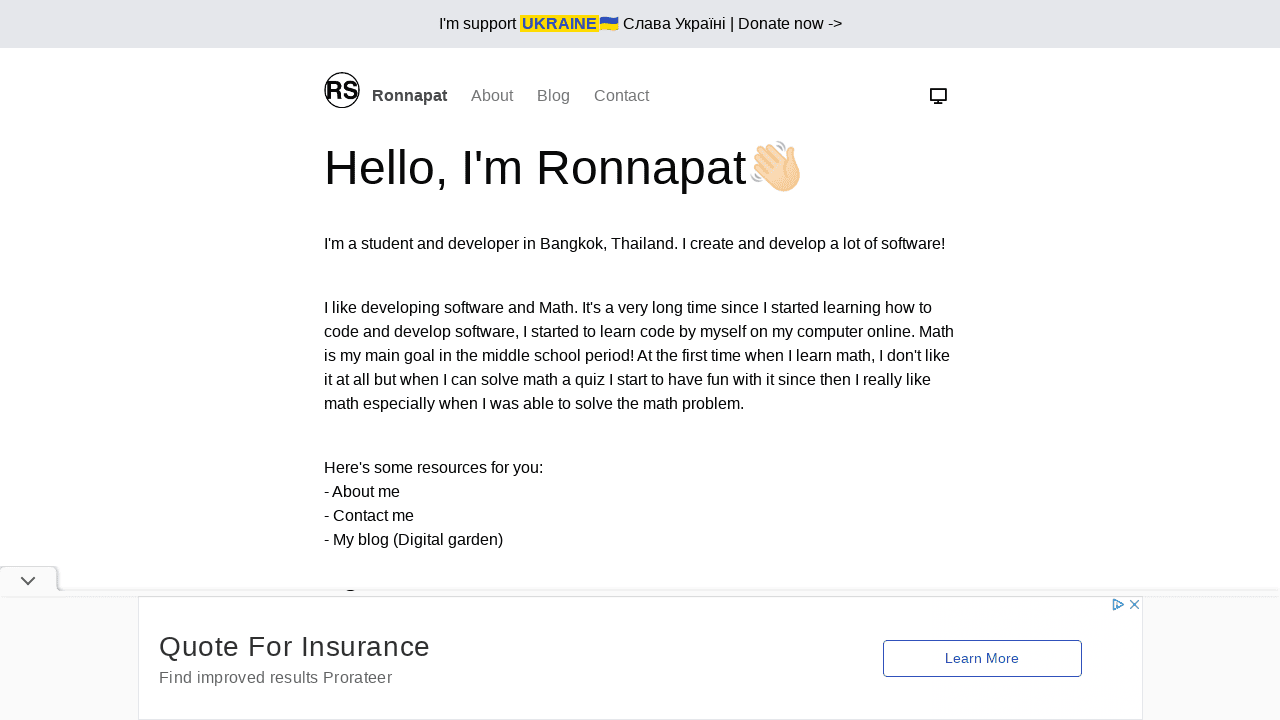 I'm support UKRAINE🇺🇦 Слава Україні | Donate now ->
RS Ronnapat About Blog Contact
Hello, I'm Ronnapat👋🏻
I'm a student and developer in Bangkok, Thailand. I create and develop a lot of software!
I like developing software and Math. It's a very long time since I started learning how to
code and develop software, I started to learn code by myself on my computer online. Math
is my main goal in the middle school period! At the first time when I learn math, I don't like
it at all but when I can solve math a quiz I start to have fun with it since then I really like
math especially when I was able to solve the math problem.
Here's some resources for you:
- About me
- Contact me
- My blog (Digital garden)
Quote For Insurance
Find improved results Prorateer
Learn More